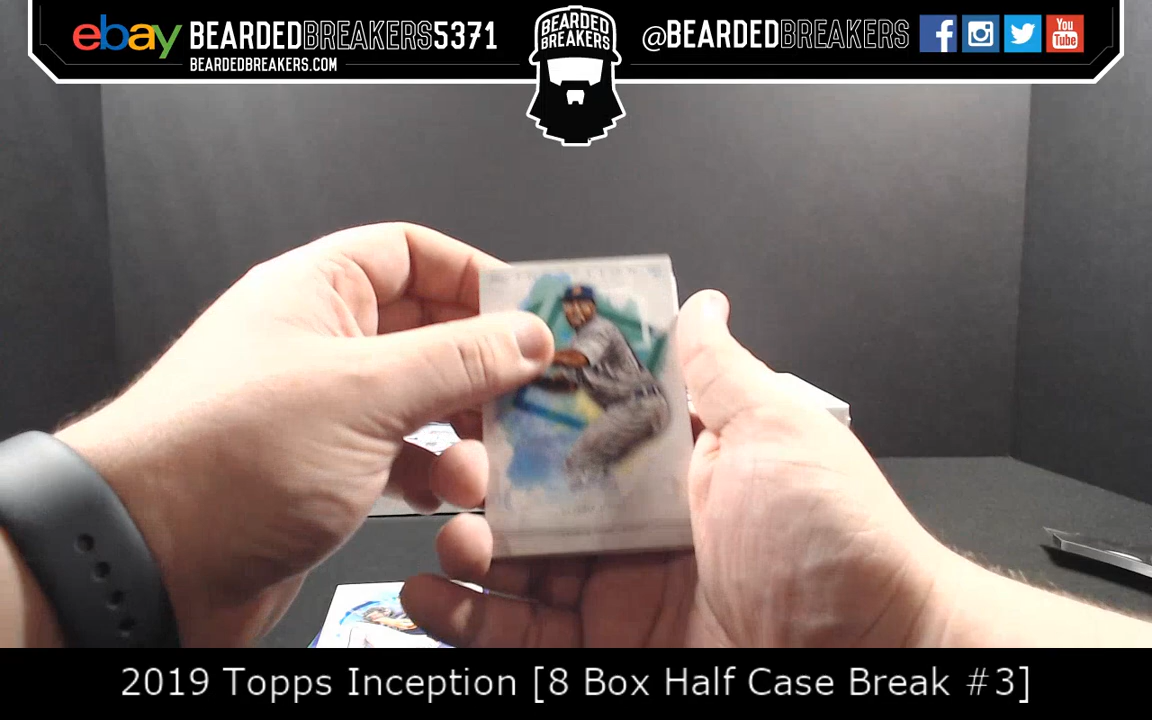 ebay BEARDEDBREAKERS5371
BEARDEDBREAKERS.COM
BEARDED
BREAKERS
@BEARDEDBREAKERS
You
Tube
2019 Topps Inception [8 Box Half Case Break #3]